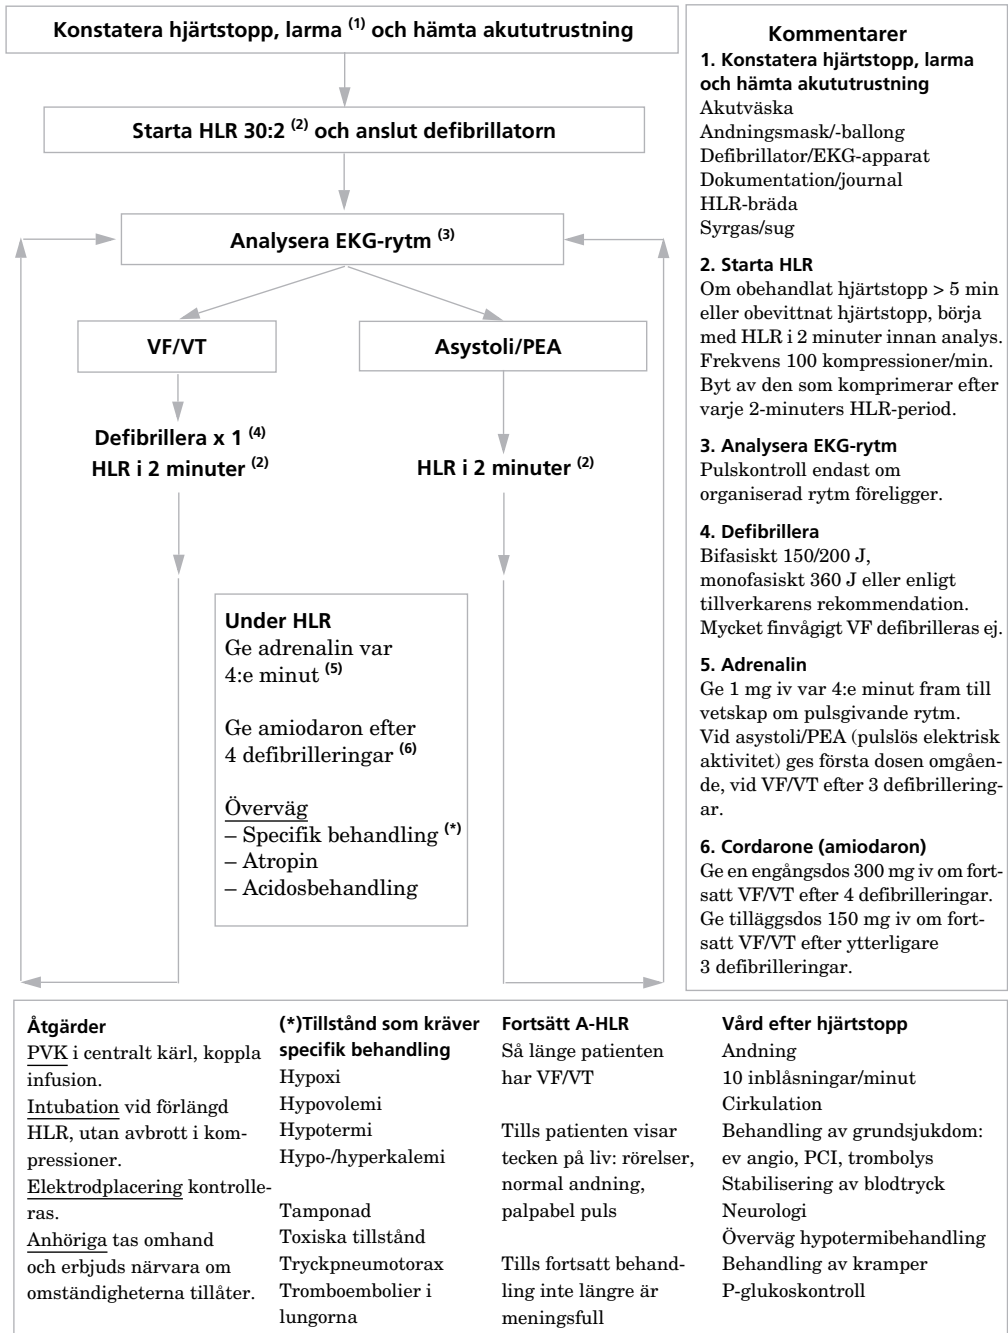 Konstatera hjärtstopp, larma (1) och hämta akututrustning
Starta HLR 30:2 (2) och anslut defibrillatorn
Analysera EKG-rytm (3)
VF/VT
Asystoli/PEA
Defibrillera x 1 (4)
HLR i 2 minuter (2)
HLR i 2 minuter (2)
Under HLR
Ge adrenalin var
4:e minut (5)
Ge amiodaron efter
4 defibrilleringar (6)
Överväg
– Specifik behandling (*)
– Atropin
– Acidosbehandling
Kommentarer
1. Konstatera hjärtstopp, larma
och hämta akututrustning
Akutväska
Andningsmask/-ballong
Defibrillator/EKG-apparat
Dokumentation/journal
HLR-bräda
Syrgas/sug
2. Starta HLR
Om obehandlat hjärtstopp > 5 min
eller obevittnat hjärtstopp, börja
med HLR i 2 minuter innan analys.
Frekvens 100 kompressioner/min.
Byt av den som komprimerar efter
varje 2-minuters HLR-period.
3. Analysera EKG-rytm
Pulskontroll endast om
organiserad rytm föreligger.
4. Defibrillera
Bifasiskt 150/200 J,
monofasiskt 360 J eller enligt
tillverkarens rekommendation.
Mycket finvågigt VF defibrilleras ej.
5. Adrenalin
Ge 1 mg iv var 4:e minut fram till
vetskap om pulsgivande rytm.
Vid asystoli/PEA (pulslös elektrisk
aktivitet) ges första dosen omgåen-
de, vid VF/VT efter 3 defibrillering-
ar.
6. Cordarone (amiodaron)
Ge en engångsdos 300 mg iv om fort-
satt VF/VT efter 4 defibrilleringar.
Ge tilläggsdos 150 mg iv om fort-
satt VF/VT efter ytterligare
3 defibrilleringar.
Åtgärder
PVK i centralt kärl, koppla
infusion.
Intubation vid förlängd
HLR, utan avbrott i kom-
pressioner.
Elektrodplacering kontrolle-
ras.
Anhöriga tas omhand
och erbjuds närvara om
omständigheterna tillåter.
(*)Tillstånd som kräver
specifik behandling
Hypoxi
Hypovolemi
Hypotermi
Hypo-/hyperkalemi
Tamponad
Toxiska tillstånd
Tryckpneumotorax
Tromboembolier i
lungorna
Fortsätt A-HLR
Så länge patienten
har VF/VT
Tills patienten visar
tecken på liv: rörelser,
normal andning,
palpabel puls
Tills fortsatt behand-
ling inte längre är
meningsfull
Vård efter hjärtstopp
Andning
10 inblåsningar/minut
Cirkulation
Behandling av grundsjukdom:
ev angio, PCI, trombolys
Stabilisering av blodtryck
Neurologi
Överväg hypotermibehandling
Behandling av kramper
P-glukoskontroll